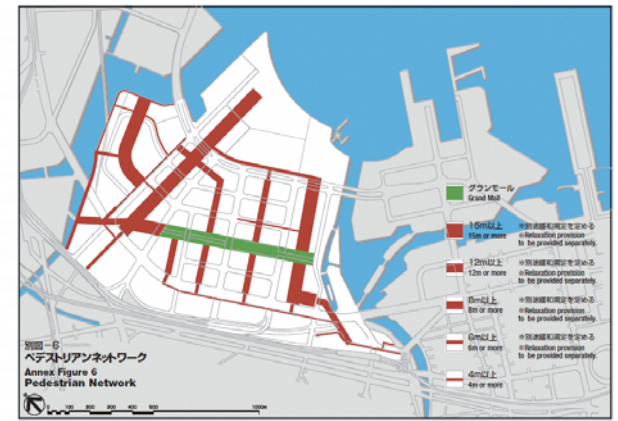 グランモール
Grand Mall
15m以上
15m or more
※別途緩和規定を定める
※Relaxation provision
to be provided separately.
12m以上
12m or more
※別途緩和規定を定める
※Relaxation provision
to be provided separately.
8m以上
8m or more
※別途緩和規定を定める
※Relaxation provision
to be provided separately.
6m以上
6m or more
※別途緩和規定を定める
※Relaxation provision
to be provided separately.
4m以上
4m or more
別図-6
ペデストリアンネットワーク
Annex Figure 6
Pedestrian Network
0 100 200 300 400 500 1000m